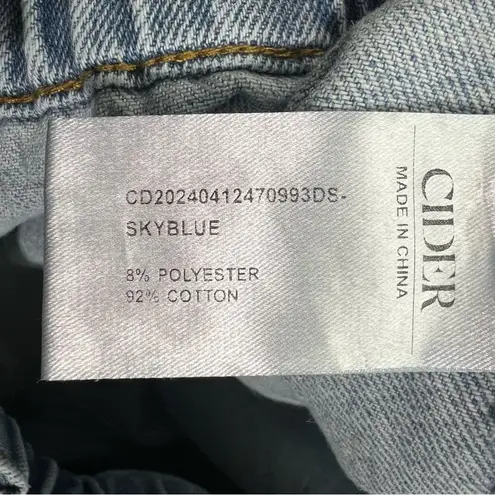 CD20240412470993DS-
SKYBLUE
8% POLYESTER
92% COTTON
CIDER
MADE IN CHINA